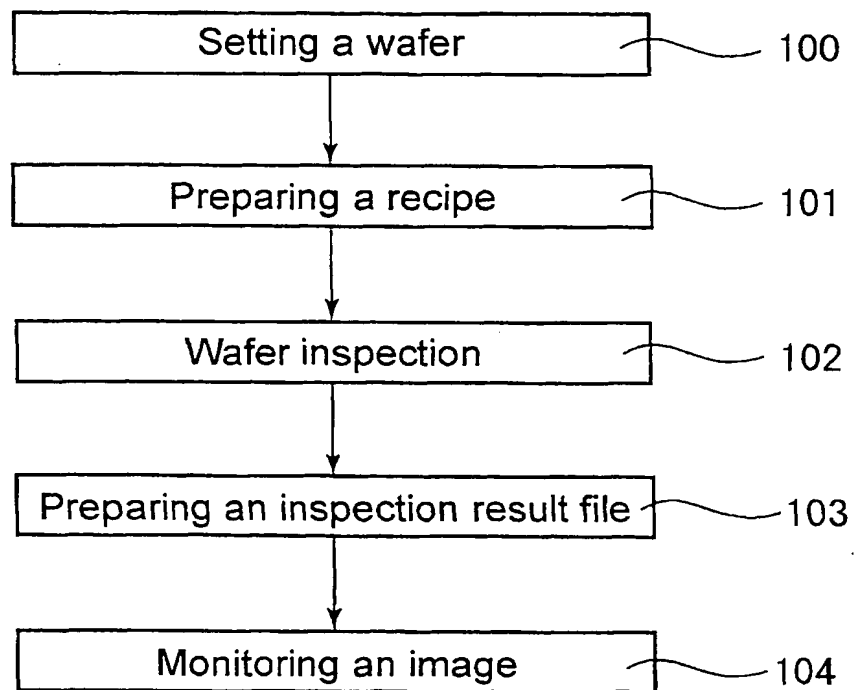 Setting a wafer 100
Preparing a recipe 101
Wafer inspection 102
Preparing an inspection result file 103
Monitoring an image 104